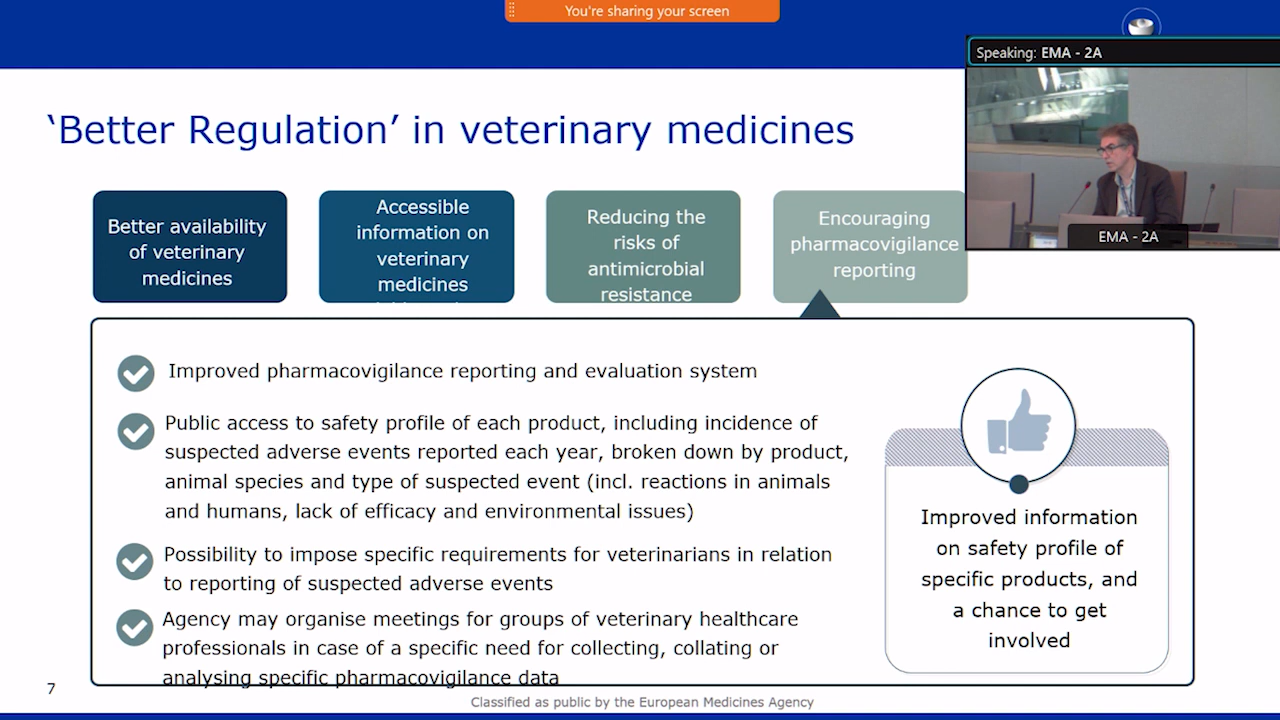 You're sharing your screen
Speaking: EMA - 2A
EMA - 2A
‘Better Regulation’ in veterinary medicines
Better availability
of veterinary
medicines
Accessible
information on
veterinary
medicines
Reducing the
risks of
antimicrobial
resistance
Encouraging
pharmacovigilance
reporting
Improved pharmacovigilance reporting and evaluation system
Public access to safety profile of each product, including incidence of
suspected adverse events reported each year, broken down by product,
animal species and type of suspected event (incl. reactions in animals
and humans, lack of efficacy and environmental issues)
Possibility to impose specific requirements for veterinarians in relation
to reporting of suspected adverse events
Agency may organise meetings for groups of veterinary healthcare
professionals in case of a specific need for collecting, collating or
analysing specific pharmacovigilance data
Improved information
on safety profile of
specific products, and
a chance to get
involved
7
Classified as public by the European Medicines Agency